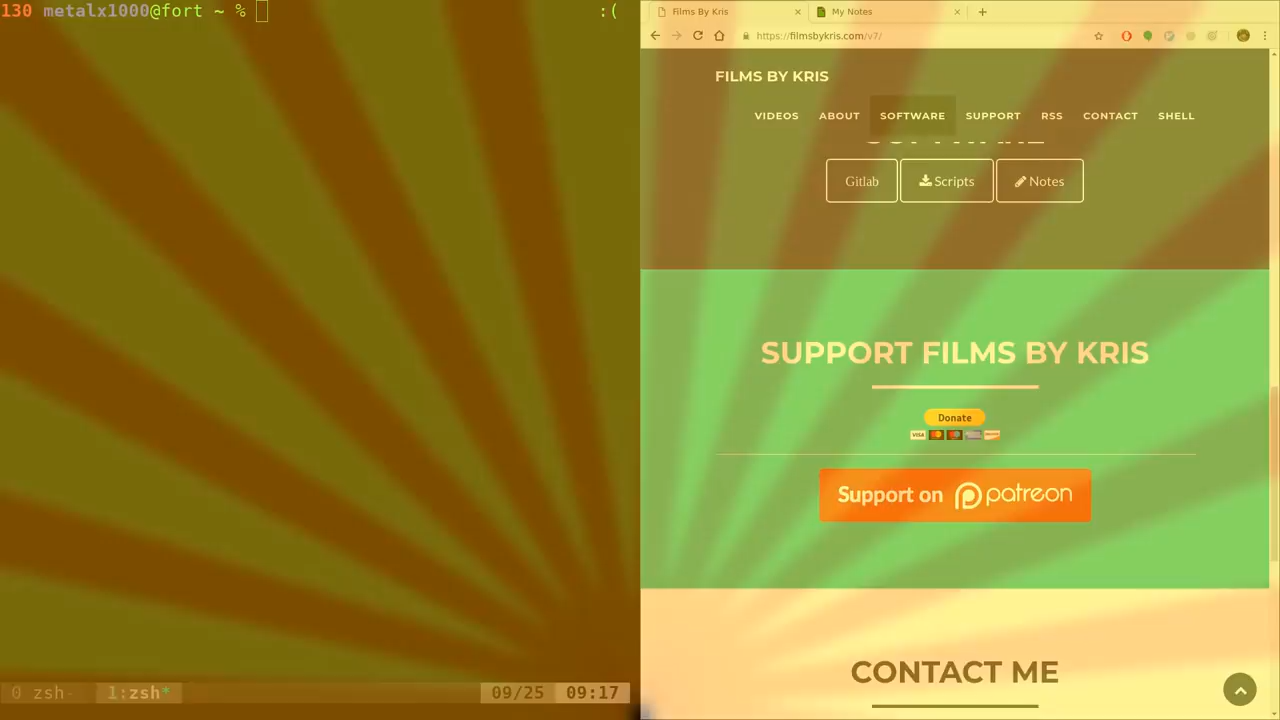 130 metalx1000@fort ~ % :(
0 zsh- 1:zsh* 09/25 09:17
Films By Kris
My Notes
https://filmsbykris.com/v7/
FILMS BY KRIS
VIDEOS ABOUT SOFTWARE SUPPORT RSS CONTACT SHELL
Gitlab Scripts Notes
SUPPORT FILMS BY KRIS
Donate
VISA
Support on patreon
CONTACT ME